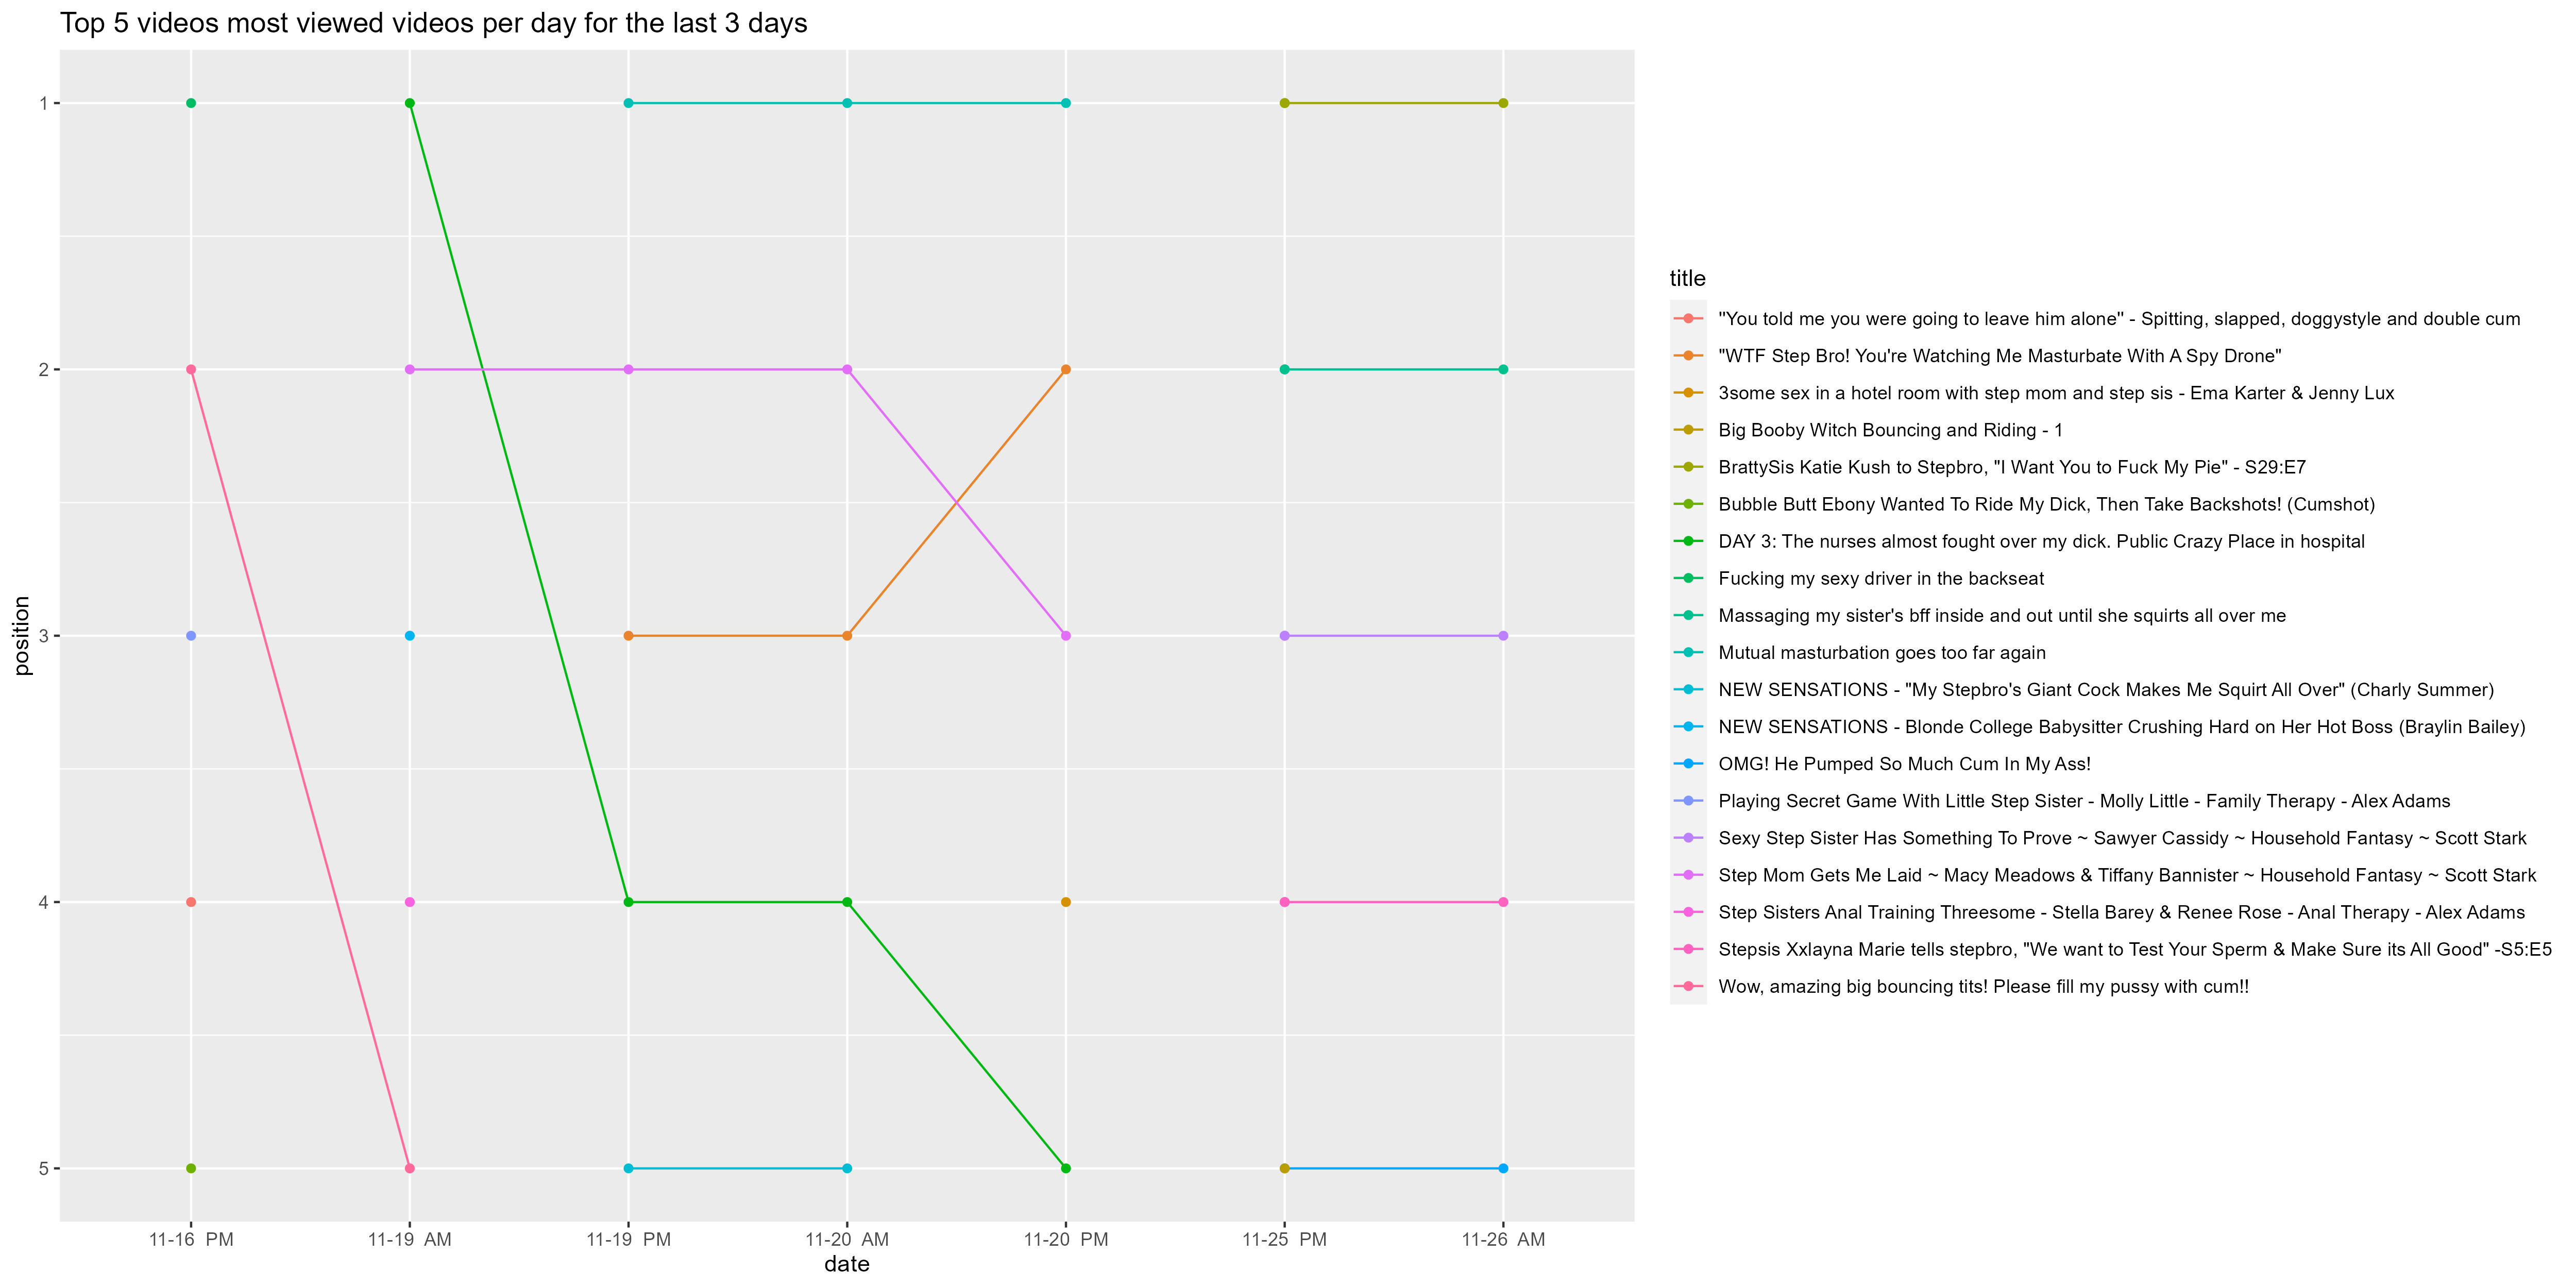 Top 5 videos most viewed videos per day for the last 3 days
position
1
2
3
4
5
11-16 PM
11-19 AM
11-19 PM
11-20 AM
11-20 PM
11-25 PM
11-26 AM
date
title
"You told me you were going to leave him alone" - Spitting, slapped, doggystyle and double cum
"WTF Step Bro! You're Watching Me Masturbate With A Spy Drone"
3some sex in a hotel room with step mom and step sis - Ema Karter & Jenny Lux
Big Booby Witch Bouncing and Riding - 1
BrattySis Katie Kush to Stepbro, "I Want You to Fuck My Pie" - S29:E7
Bubble Butt Ebony Wanted To Ride My Dick, Then Take Backshots! (Cumshot)
DAY 3: The nurses almost fought over my dick. Public Crazy Place in hospital
Fucking my sexy driver in the backseat
Massaging my sister's bff inside and out until she squirts all over me
Mutual masturbation goes too far again
NEW SENSATIONS - "My Stepbro's Giant Cock Makes Me Squirt All Over" (Charly Summer)
NEW SENSATIONS - Blonde College Babysitter Crushing Hard on Her Hot Boss (Braylin Bailey)
OMG! He Pumped So Much Cum In My Ass!
Playing Secret Game With Little Step Sister - Molly Little - Family Therapy - Alex Adams
Sexy Step Sister Has Something To Prove ~ Sawyer Cassidy ~ Household Fantasy ~ Scott Stark
Step Mom Gets Me Laid ~ Macy Meadows & Tiffany Bannister ~ Household Fantasy ~ Scott Stark
Step Sisters Anal Training Threesome - Stella Barey & Renee Rose - Anal Therapy - Alex Adams
Stepsis Xxlayna Marie tells stepbro, "We want to Test Your Sperm & Make Sure its All Good" -S5:E5
Wow, amazing big bouncing tits! Please fill my pussy with cum!!